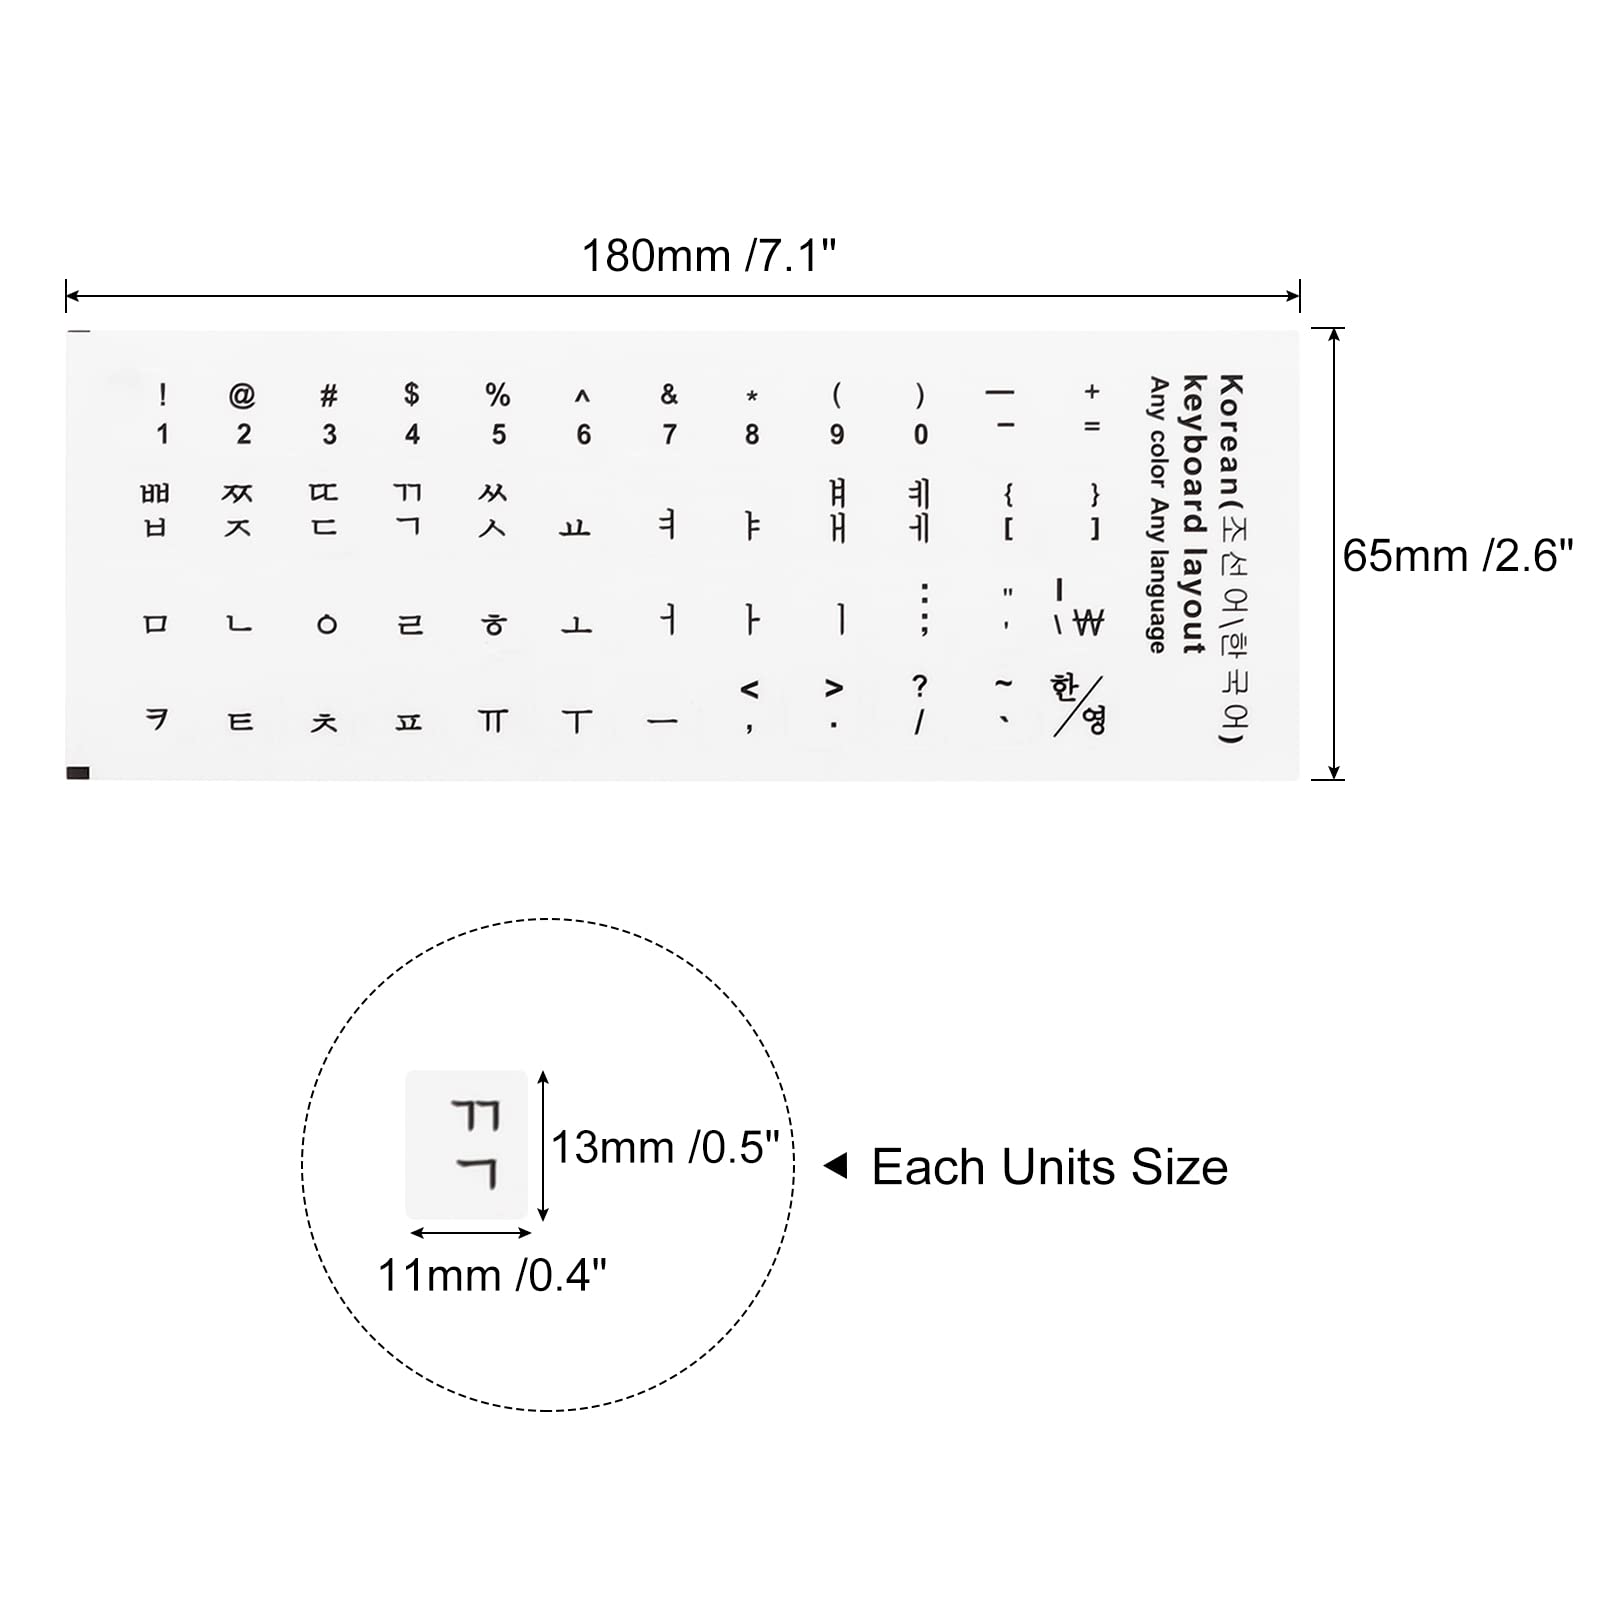 180mm /7.1"
! @ # $ % ^ & * ( ) — +
1 2 3 4 5 6 7 8 9 0 - =
ㅃ ㅉ ㄸ ㄲ ㅆ ㅒ ㅖ { }
ㅂ ㅈ ㄷ ㄱ ㅅ ㅛ ㅕ ㅑ ㅐ ㅔ [ ]
: " |
ㅁ ㄴ ㅇ ㄹ ㅎ ㅗ ㅓ ㅏ ㅣ ; ' \ ₩
< > ? ~ 한/영
ㅋ ㅌ ㅊ ㅍ ㅠ ㅜ ㅡ , . / `
Korean(조선어\한국어)
keyboard layout
Any color Any language
65mm /2.6"
ㄲ
ㄱ
13mm /0.5"
11mm /0.4"
Each Units Size